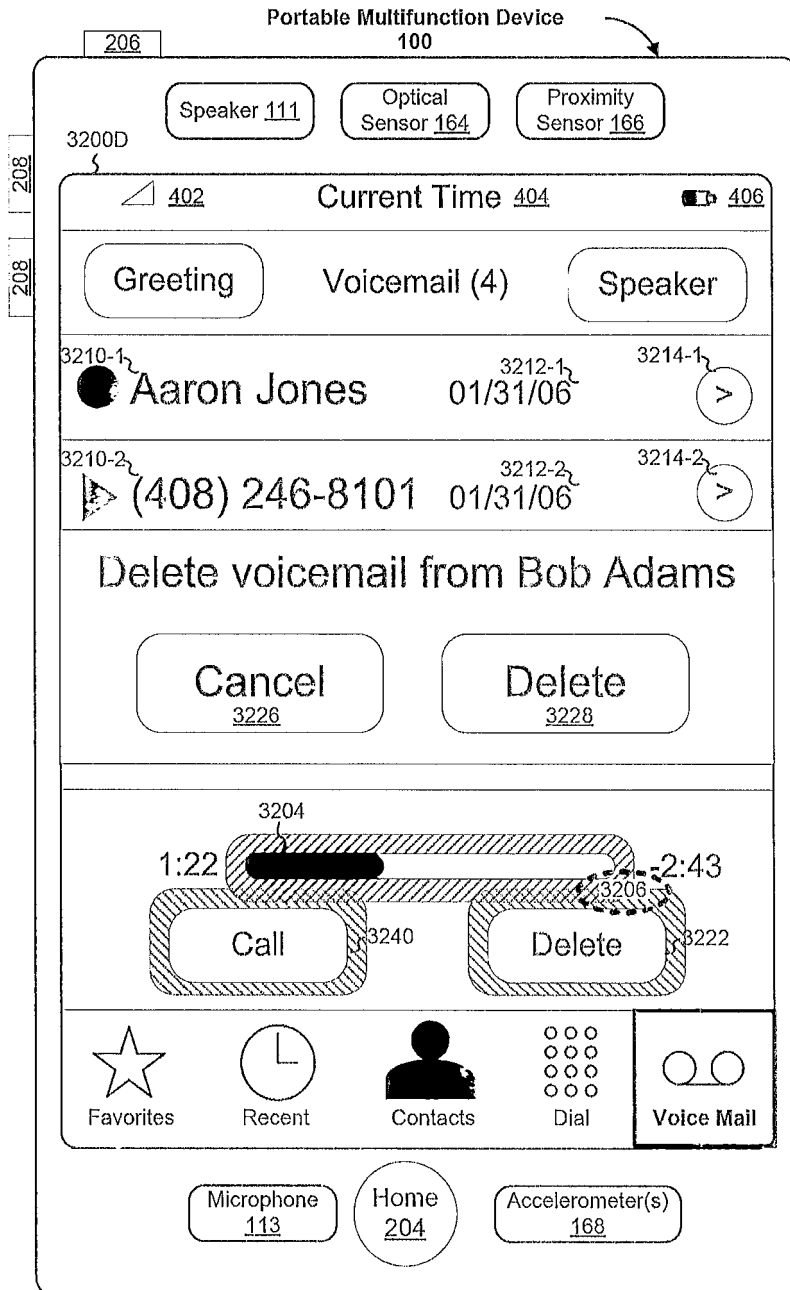 Portable Multifunction Device
100
206
Speaker 111
Optical
Sensor 164
Proximity
Sensor 166
3200D
208
208
402
Current Time 404
406
Greeting
Voicemail (4)
Speaker
3210-1
3212-1
3214-1
Aaron Jones
01/31/06
>
3210-2
3212-2
3214-2
(408) 246-8101
01/31/06
>
Delete voicemail from Bob Adams
Cancel
3226
Delete
3228
3204
1:22
-2:43
3206
Call
3240
Delete
3222
Favorites
Recent
Contacts
Dial
Voice Mail
Microphone
113
Home
204
Accelerometer(s)
168